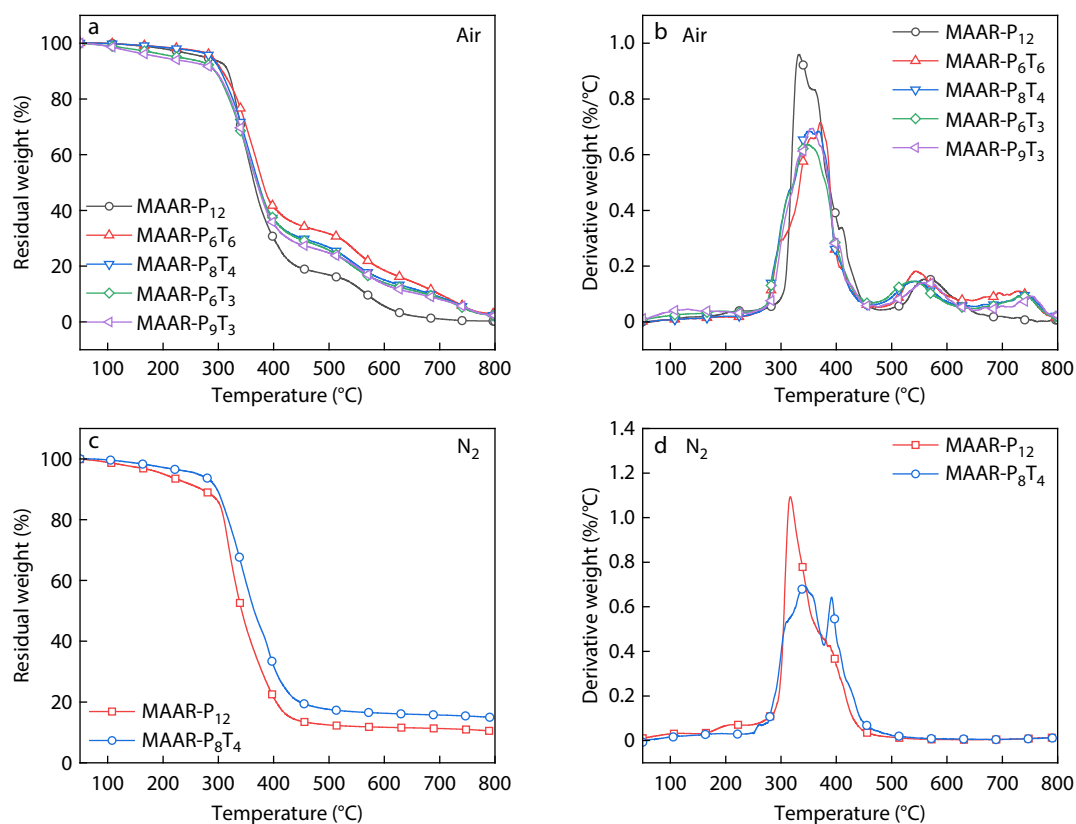 a
Air
Residual weight (%)
100
80
60
40
20
0
MAAR-P12
MAAR-P6T6
MAAR-P8T4
MAAR-P6T3
MAAR-P9T3
100 200 300 400 500 600 700 800
Temperature (°C)
b
Air
Derivative weight (%/°C)
1.0
0.8
0.6
0.4
0.2
0
MAAR-P12
MAAR-P6T6
MAAR-P8T4
MAAR-P6T3
MAAR-P9T3
100 200 300 400 500 600 700 800
Temperature (°C)
c
N2
Residual weight (%)
100
80
60
40
20
0
MAAR-P12
MAAR-P8T4
100 200 300 400 500 600 700 800
Temperature (°C)
d
N2
Derivative weight (%/°C)
1.4
1.2
1.0
0.8
0.6
0.4
0.2
0
MAAR-P12
MAAR-P8T4
100 200 300 400 500 600 700 800
Temperature (°C)